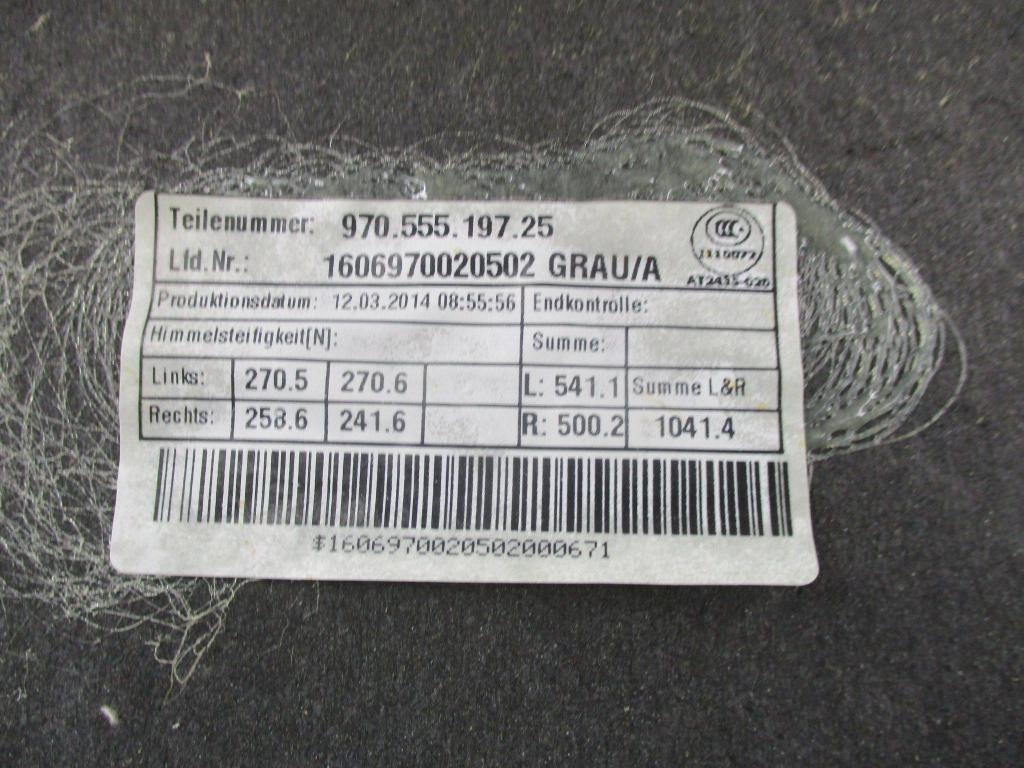 Teilenummer: 970.555.197.25
Lfd.Nr.: 1606970020502 GRAU/A
CCC
Produktionsdatum: 12.03.2014 08:55:56 Endkontrolle:
Himmelsteifigkeit[N]: Summe:
Links: 270.5 270.6 L: 541.1 Summe L&R
Rechts: 258.6 241.6 R: 500.2 1041.4
$1606970020502000671